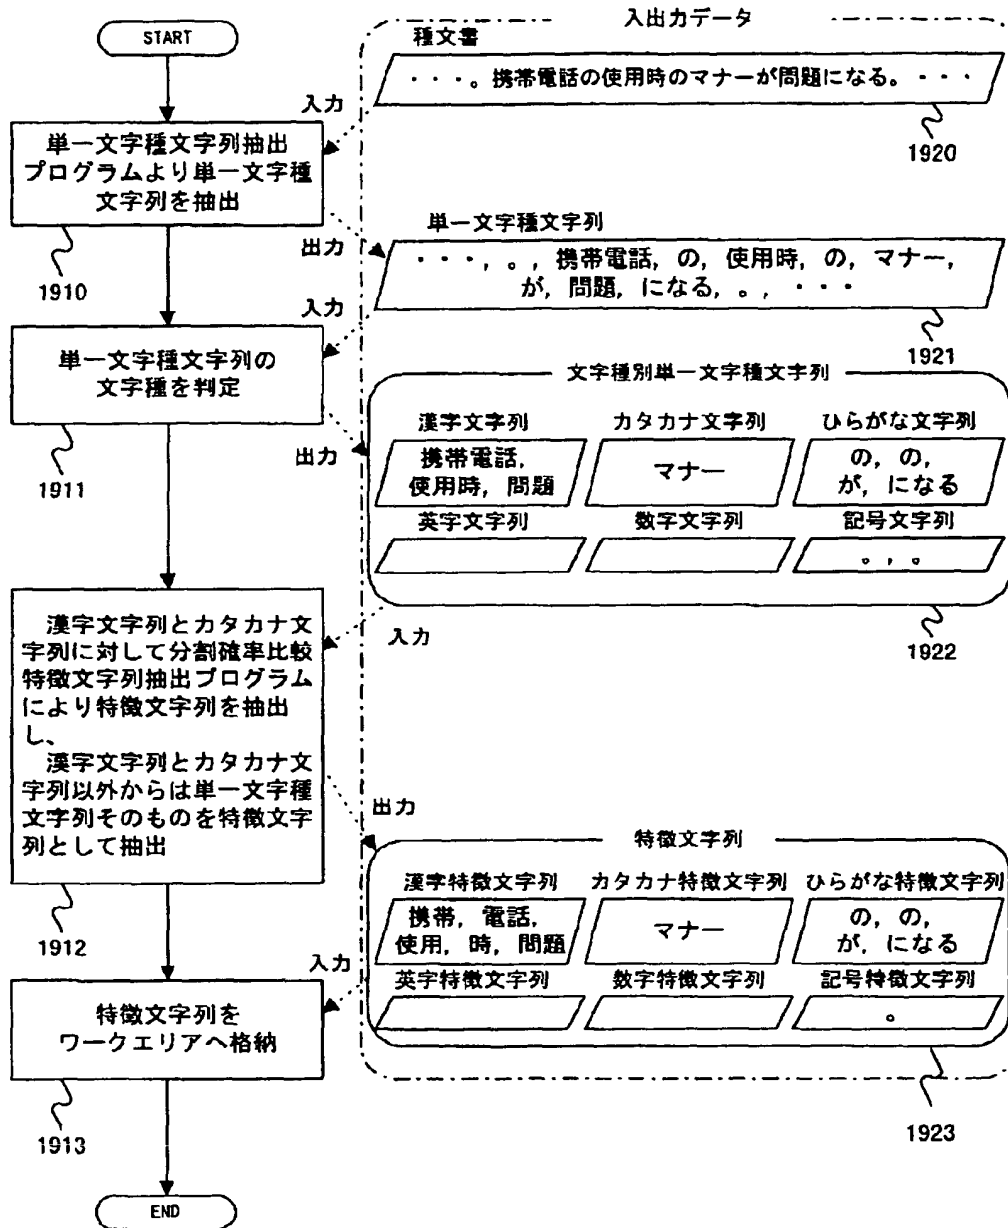 START
単一文字種文字列抽出
プログラムより単一文字種
文字列を抽出
1910
単一文字種文字列の
文字種を判定
1911
漢字文字列とカタカナ文
字列に対して分割確率比較
特徴文字列抽出プログラム
により特徴文字列を抽出
し、
漢字文字列とカタカナ文
字列以外からは単一文字種
文字列そのものを特徴文字
列として抽出
1912
特徴文字列を
ワークエリアへ格納
1913
END
入力
出力
入力
出力
入力
出力
入力
入出力データ
種文書
・・・。携帯電話の使用時のマナーが問題になる。・・・
1920
単一文字種文字列
・・・, 。, 携帯電話, の, 使用時, の, マナー,
が, 問題, になる, 。, ・・・
1921
文字種別単一文字種文字列
漢字文字列 カタカナ文字列 ひらがな文字列
携帯電話,
使用時, 問題
マナー
の, の,
が, になる
英字文字列 数字文字列 記号文字列
。, 。
1922
特徴文字列
漢字特徴文字列 カタカナ特徴文字列 ひらがな特徴文字列
携帯, 電話,
使用, 時, 問題
マナー
の, の,
が, になる
英字特徴文字列 数字特徴文字列 記号特徴文字列
。
1923